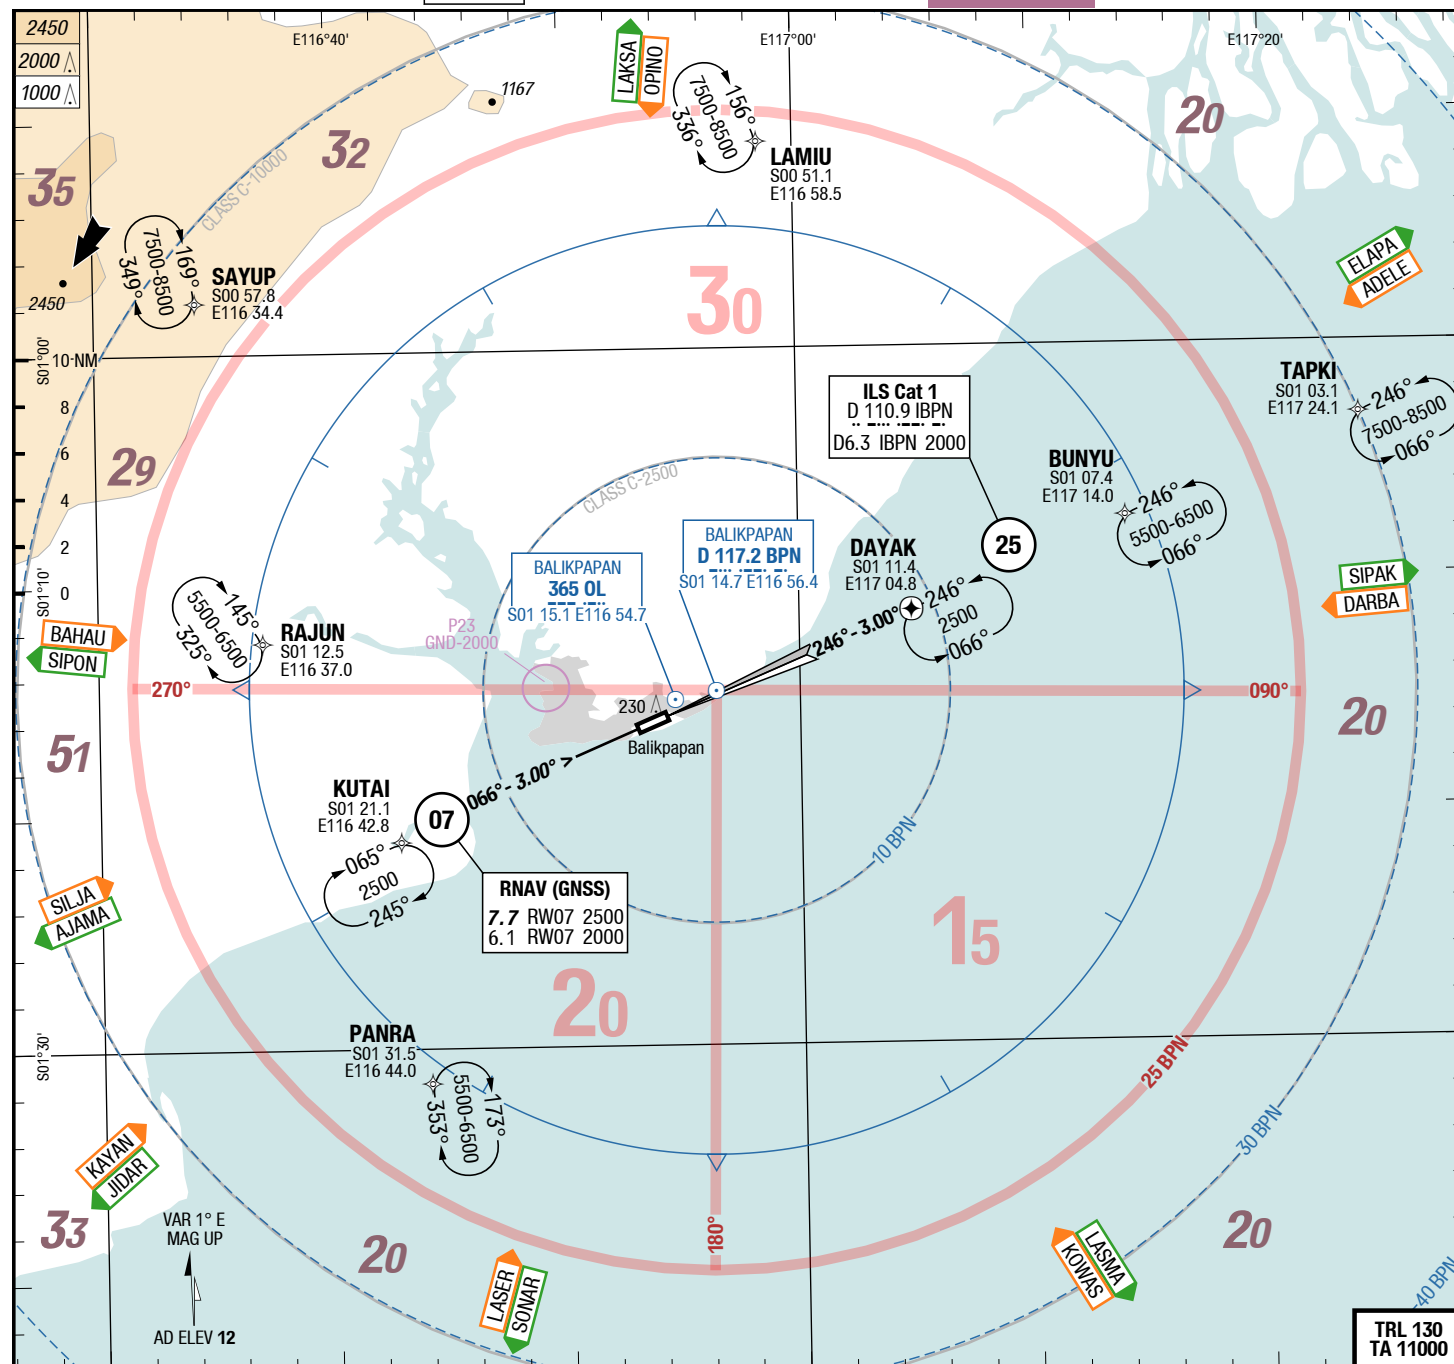 2450
2000
1000
E116°40'
E117°00'
E117°20'
LAKSA
OPINO
1167
32
35
20
CLASS C-10000
156°
7500-8500
336°
LAMIU
S00 51.1
E116 58.5
169°
7500-8500
349°
SAYUP
S00 57.8
E116 34.4
2450
30
ELAPA
ADELE
S01°00'
10 NM
8
6
4
2
0
S01°10'
29
ILS Cat 1
D 110.9 IBPN
D6.3 IBPN 2000
TAPKI
S01 03.1
E117 24.1
246°
7500-8500
066°
CLASS C-2500
BUNYU
S01 07.4
E117 14.0
246°
5500-6500
066°
25
BALIKPAPAN
D 117.2 BPN
S01 14.7 E116 56.4
BALIKPAPAN
365 OL
S01 15.1 E116 54.7
DAYAK
S01 11.4
E117 04.8
246°
2500
066°
246° - 3.00°
SIPAK
DARBA
BAHAU
SIPON
145°
5500-6500
325°
RAJUN
S01 12.5
E116 37.0
P23
GND-2000
270°
090°
230
Balikpapan
51
20
KUTAI
S01 21.1
E116 42.8
07
066° - 3.00° >
065°
2500
245°
10 BPN
RNAV (GNSS)
7.7 RW07 2500
6.1 RW07 2000
SILJA
AJAMA
15
20
PANRA
S01 31.5
E116 44.0
S01°30'
173°
5500-6500
353°
25 BPN
30 BPN
KAYAN
JIDAR
33
VAR 1° E
MAG UP
AD ELEV 12
20
180°
20
LASER
SONAR
LASMA
KOWAS
40 BPN
TRL 130
TA 11000